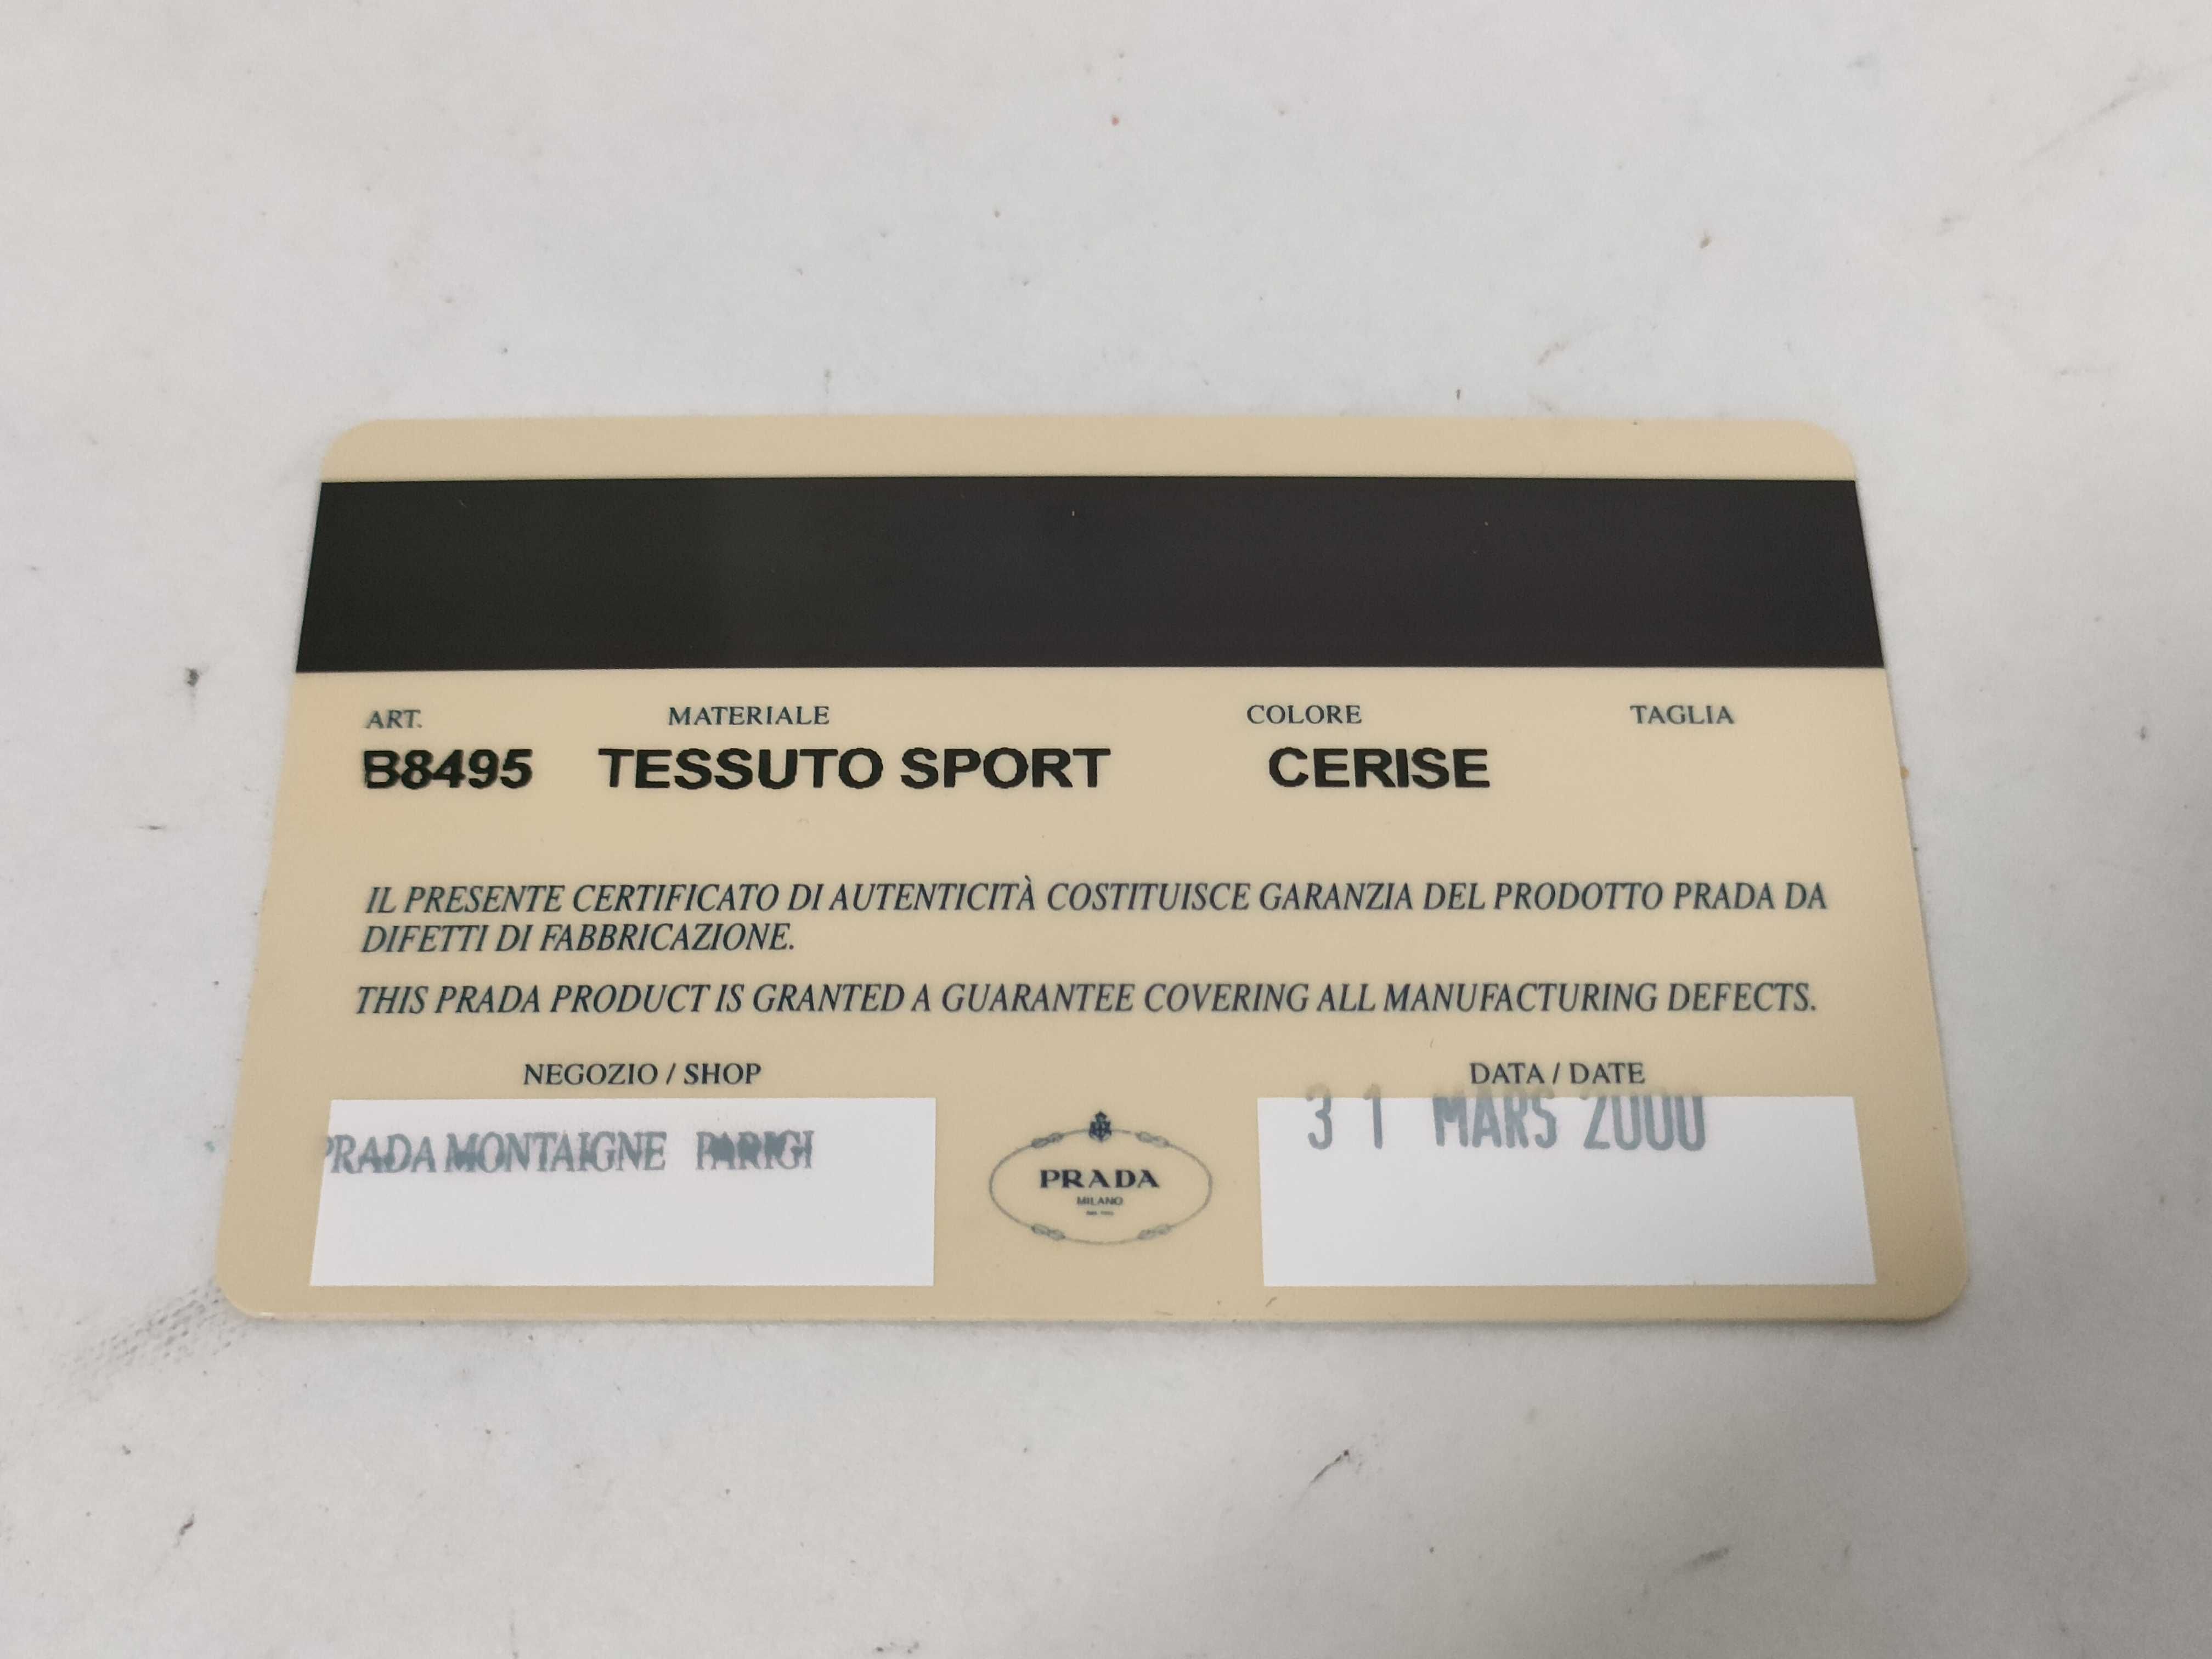 ART. MATERIALE COLORE TAGLIA
B8495 TESSUTO SPORT CERISE
IL PRESENTE CERTIFICATO DI AUTENTICITÀ COSTITUISCE GARANZIA DEL PRODOTTO PRADA DA
DIFETTI DI FABBRICAZIONE.
THIS PRADA PRODUCT IS GRANTED A GUARANTEE COVERING ALL MANUFACTURING DEFECTS.
NEGOZIO / SHOP
PRADA MONTAIGNE PARIGI
PRADA
MILANO
DATA / DATE
31 MARS 2000